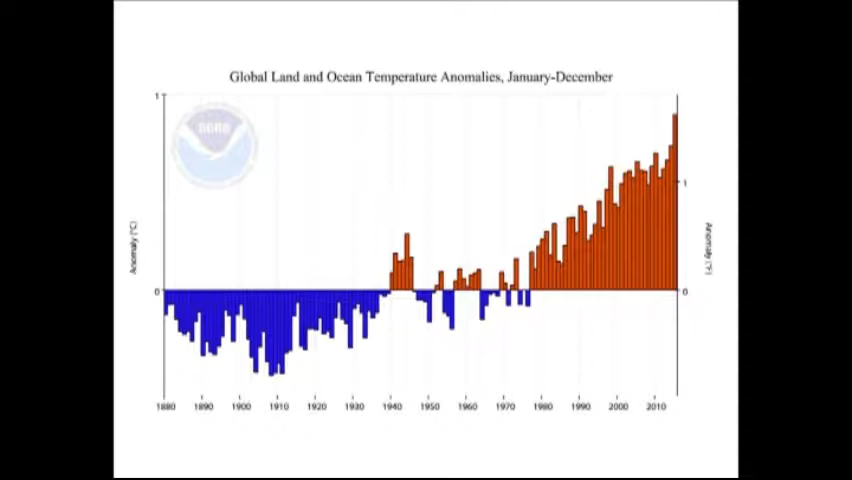 Global Land and Ocean Temperature Anomalies, January-December
1
1
Anomaly (°C)
Anomaly (°F)
0
0
1880 1890 1900 1910 1920 1930 1940 1950 1960 1970 1980 1990 2000 2010